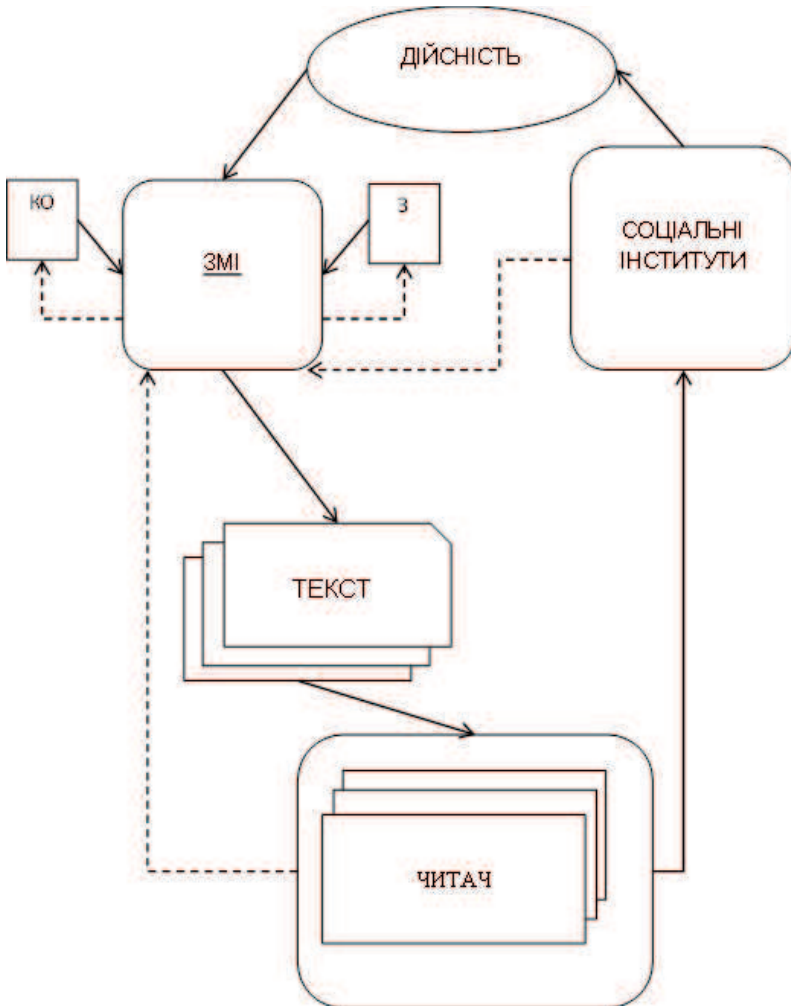 ДІЙСНІСТЬ
КО
З
ЗМІ
СОЦІАЛЬНІ
ІНСТИТУТИ
ТЕКСТ
ЧИТАЧ